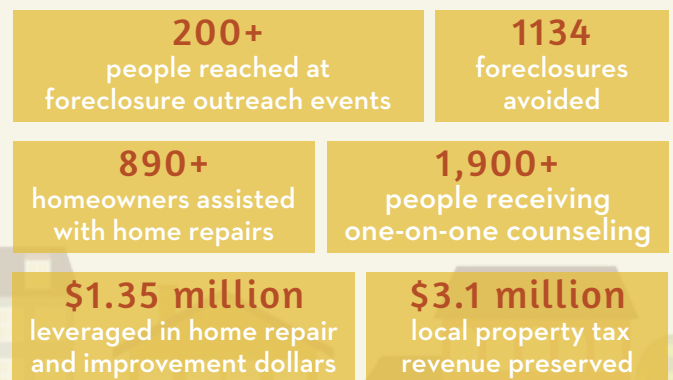 200+
people reached at
foreclosure outreach events
1134
foreclosures
avoided
890+
homeowners assisted
with home repairs
1,900+
people receiving
one-on-one counseling
$1.35 million
leveraged in home repair
and improvement dollars
$3.1 million
local property tax
revenue preserved